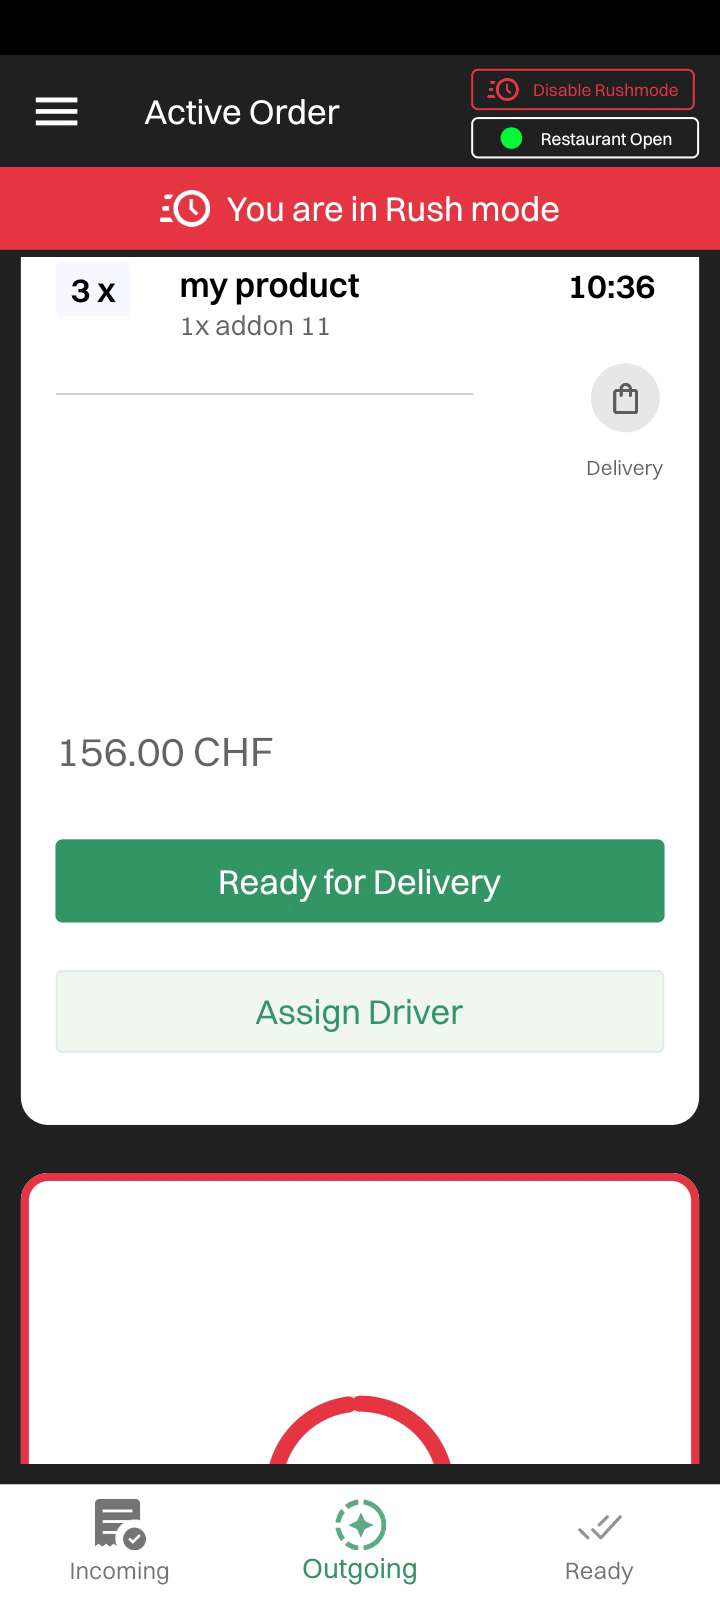 Active Order
Disable Rushmode
Restaurant Open
You are in Rush mode
3 x
my product
10:36
1x addon 11
Delivery
156.00 CHF
Ready for Delivery
Assign Driver
Incoming
Outgoing
Ready